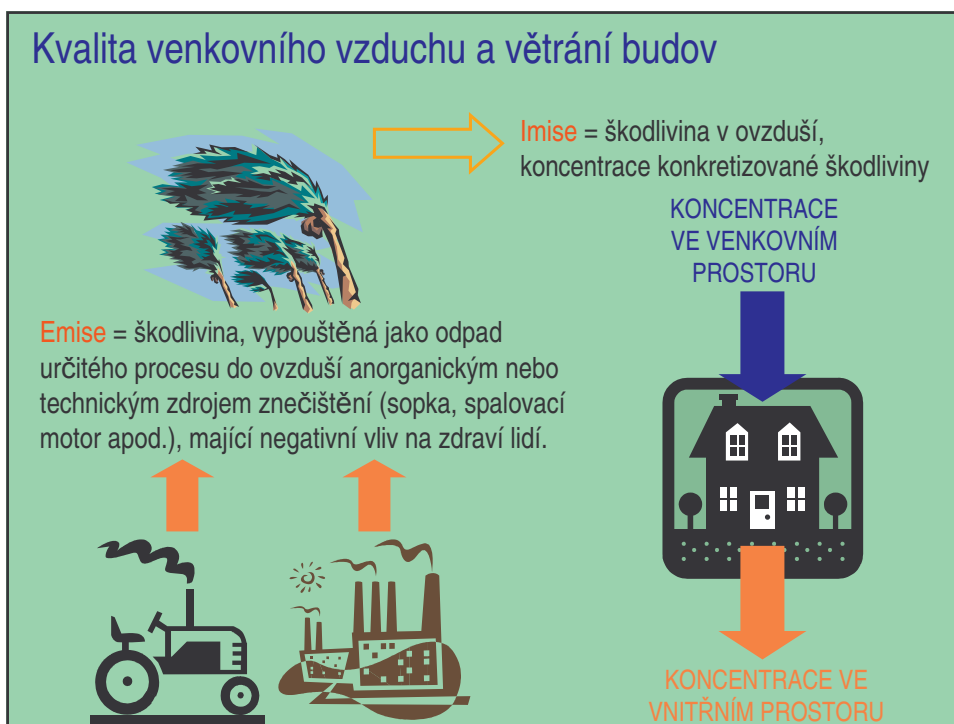 Kvalita venkovního vzduchu a větrání budov
Imise = škodlivina v ovzduší,
koncentrace konkretizované škodliviny
KONCENTRACE
VE VENKOVNÍM
PROSTORU
Emise = škodlivina, vypouštěná jako odpad
určitého procesu do ovzduší anorganickým nebo
technickým zdrojem znečištění (sopka, spalovací
motor apod.), mající negativní vliv na zdraví lidí.
KONCENTRACE VE
VNITŘNÍM PROSTORU